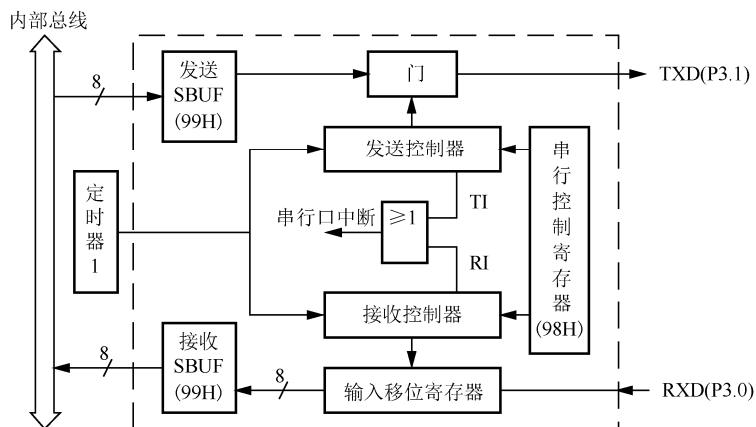 内部总线
8
发送
SBUF
(99H)
门
TXD(P3.1)
发送控制器
定时器1
串行口中断
≥1
TI
RI
串行控制寄存器
(98H)
接收控制器
8
接收
SBUF
(99H)
8
输入移位寄存器
RXD(P3.0)